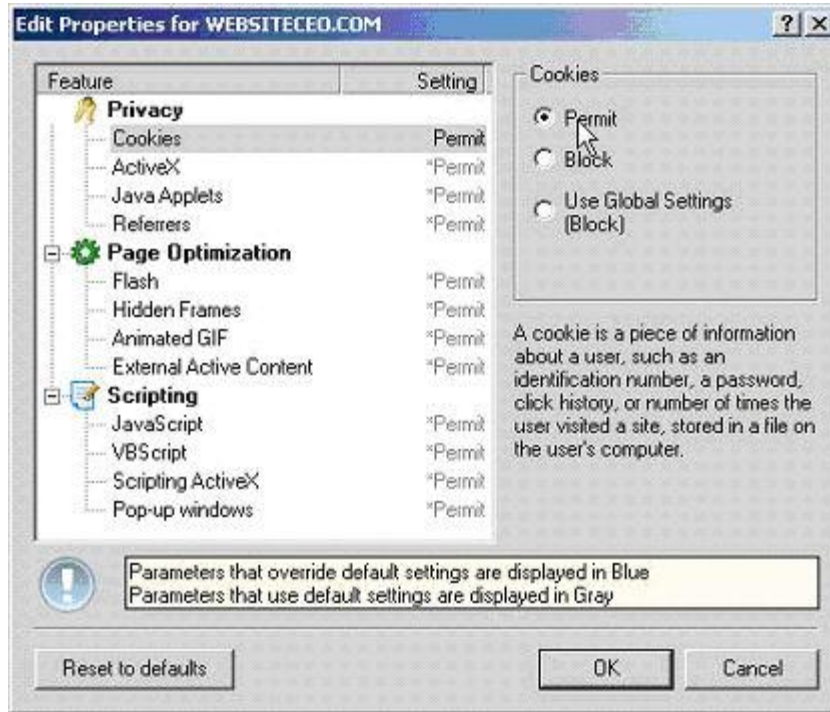 Edit Properties for WEBSITECEO.COM
Feature Setting
Privacy
Cookies Permit
ActiveX *Permit
Java Applets *Permit
Referrers *Permit
Page Optimization
Flash *Permit
Hidden Frames *Permit
Animated GIF *Permit
External Active Content *Permit
Scripting
JavaScript *Permit
VBScript *Permit
Scripting ActiveX *Permit
Pop-up windows *Permit
Cookies
Permit
Block
Use Global Settings
(Block)
A cookie is a piece of information
about a user, such as an
identification number, a password,
click history, or number of times the
user visited a site, stored in a file on
the user's computer.
Parameters that override default settings are displayed in Blue
Parameters that use default settings are displayed in Gray
Reset to defaults
OK
Cancel